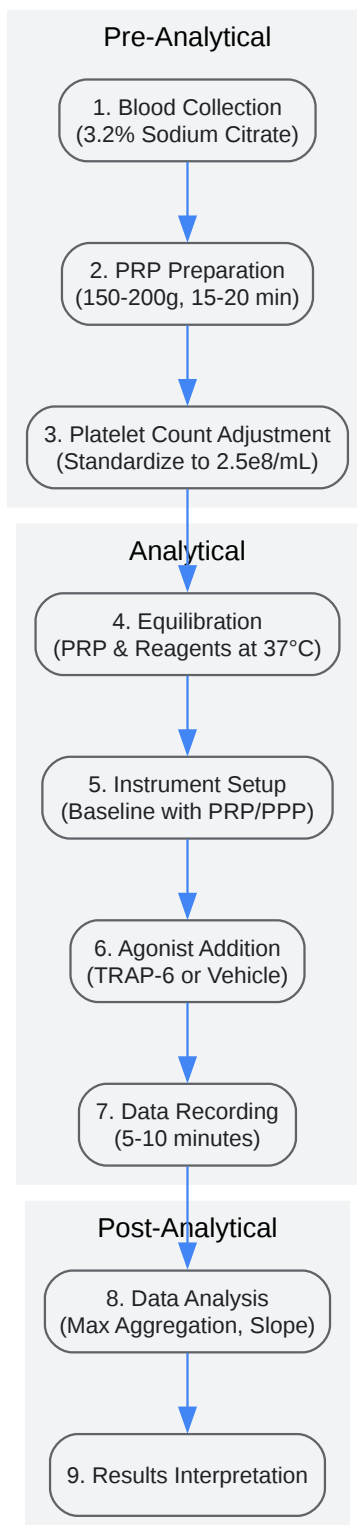 Pre-Analytical
1. Blood Collection
(3.2% Sodium Citrate)
2. PRP Preparation
(150-200g, 15-20 min)
3. Platelet Count Adjustment
(Standardize to 2.5e8/mL)
Analytical
4. Equilibration
(PRP & Reagents at 37°C)
5. Instrument Setup
(Baseline with PRP/PPP)
6. Agonist Addition
(TRAP-6 or Vehicle)
7. Data Recording
(5-10 minutes)
Post-Analytical
8. Data Analysis
(Max Aggregation, Slope)
9. Results Interpretation